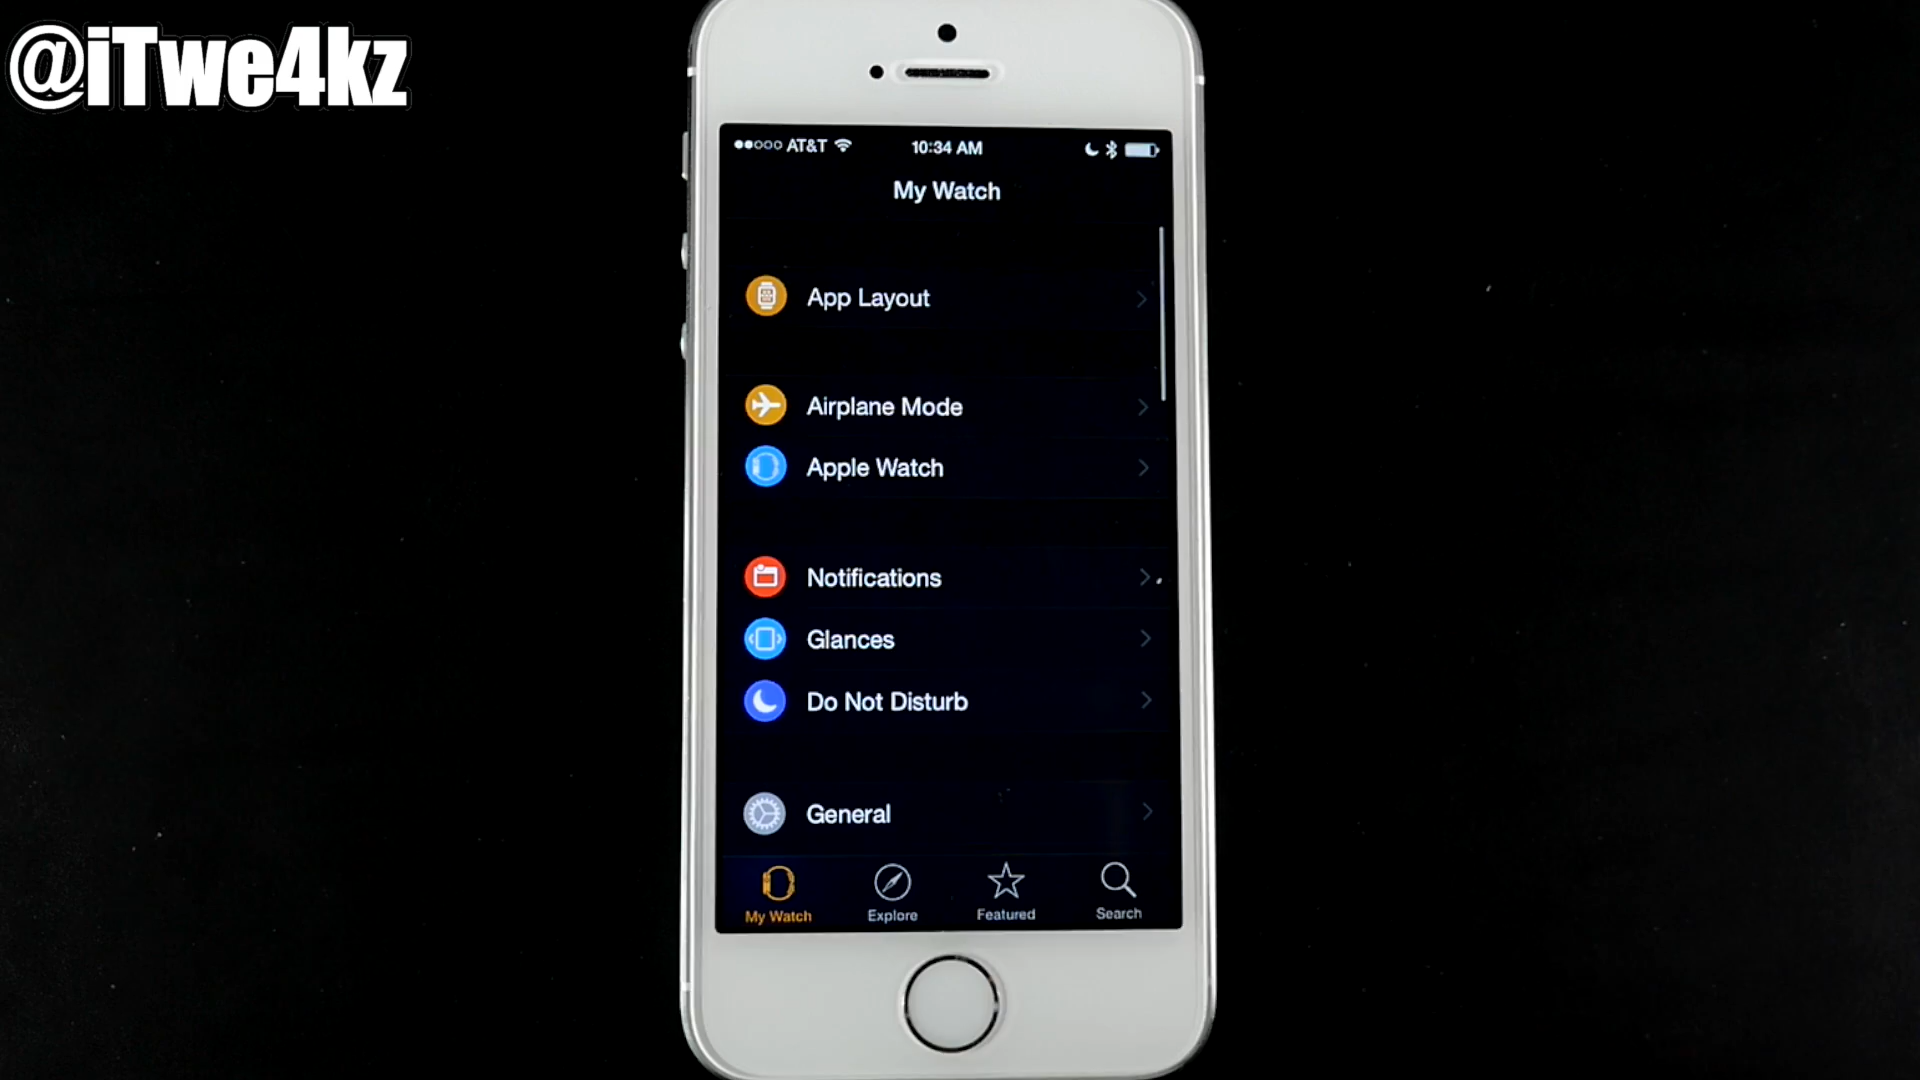 @iTwe4kz
AT&T 10:34 AM
My Watch
App Layout
Airplane Mode
Apple Watch
Notifications
Glances
Do Not Disturb
General
My Watch Explore Featured Search